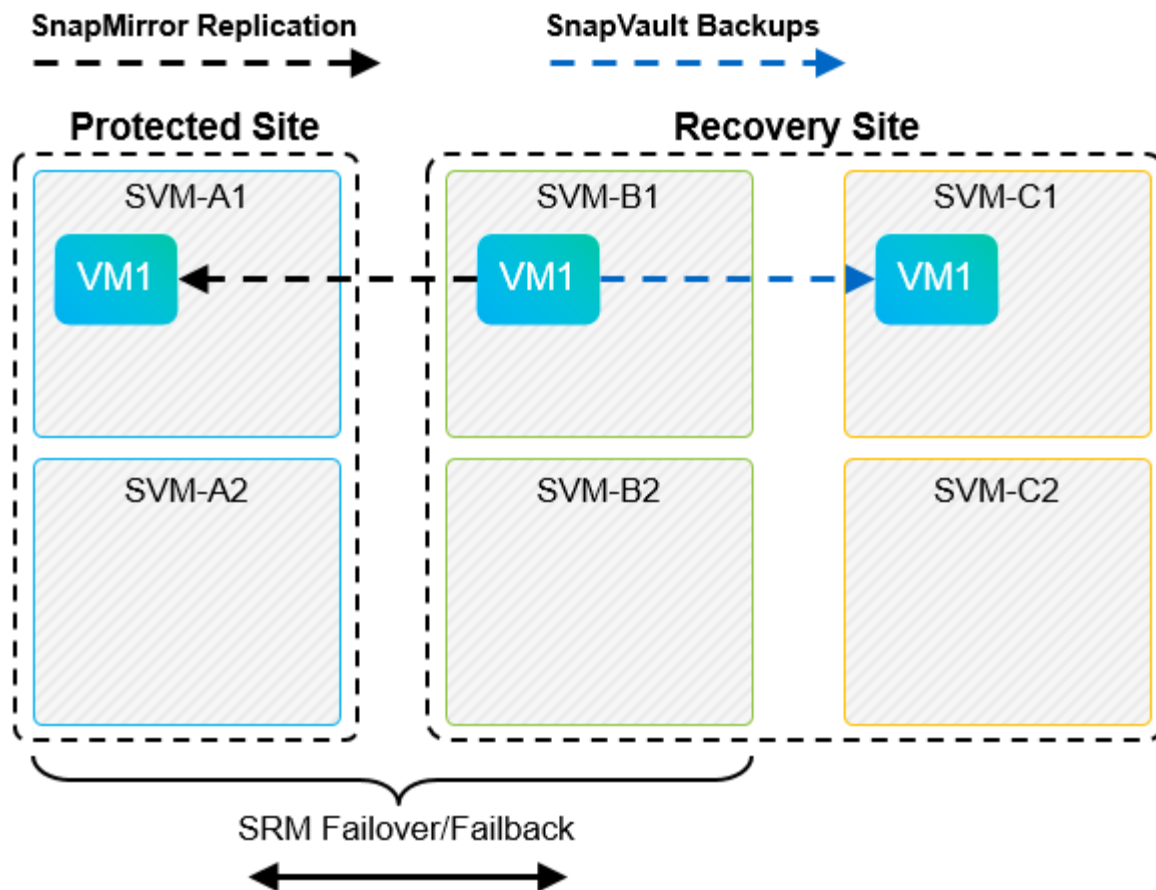 SnapMirror Replication
SnapVault Backups
Protected Site
Recovery Site
SVM-A1
SVM-B1
SVM-C1
VM1
VM1
VM1
SVM-A2
SVM-B2
SVM-C2
SRM Failover/Failback